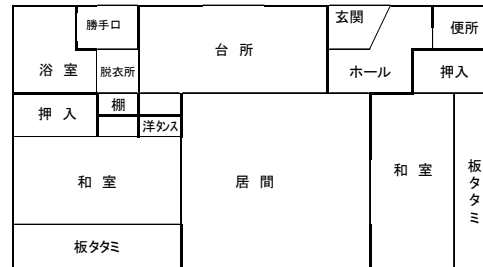 勝手口
玄関
台 所
便所
浴 室
脱衣所
ホール
押入
棚
押 入
洋タンス
和 室
居 間
和 室
板タタミ
板タタミ